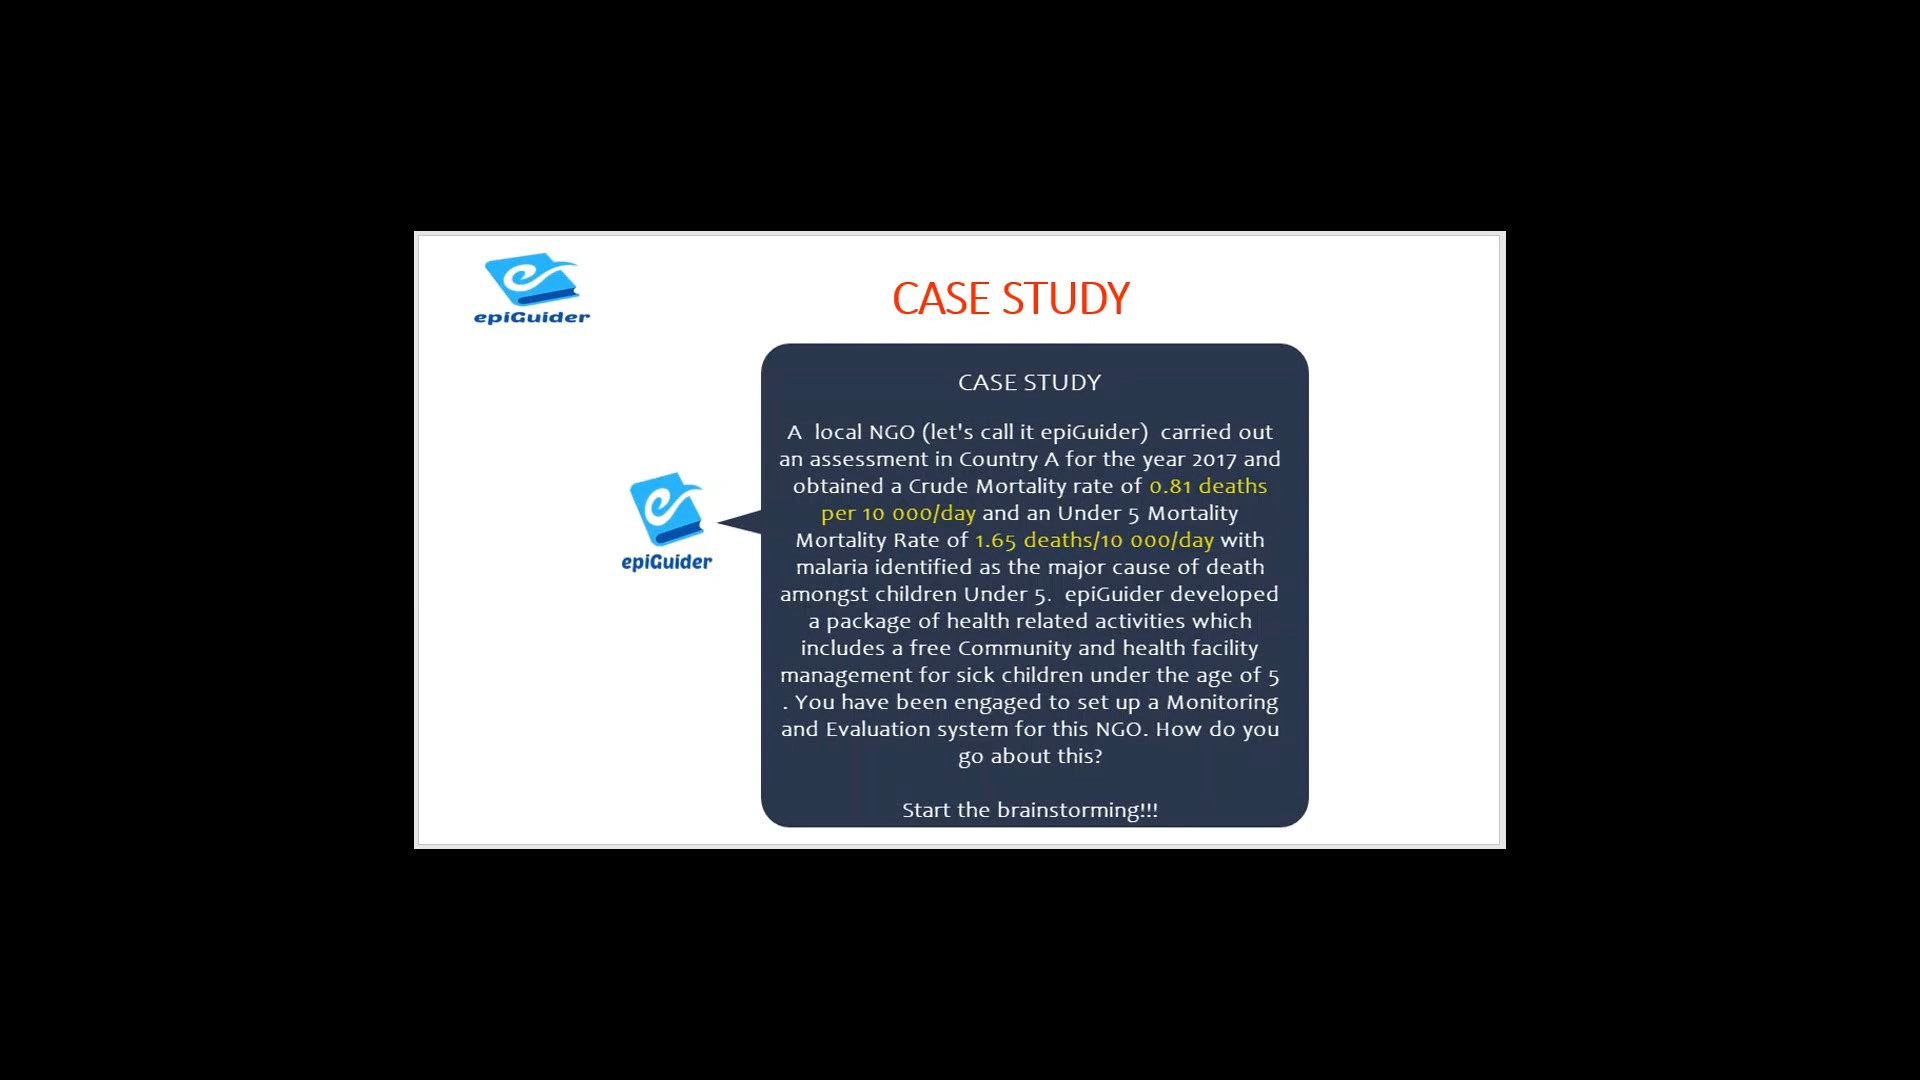 epiGuider
CASE STUDY
CASE STUDY
A local NGO (let's call it epiGuider) carried out
an assessment in Country A for the year 2017 and
obtained a Crude Mortality rate of 0.81 deaths
per 10 000/day and an Under 5 Mortality
Mortality Rate of 1.65 deaths/10 000/day with
malaria identified as the major cause of death
amongst children Under 5. epiGuider developed
a package of health related activities which
includes a free Community and health facility
management for sick children under the age of 5
. You have been engaged to set up a Monitoring
and Evaluation system for this NGO. How do you
go about this?
Start the brainstorming!!!
epiGuider